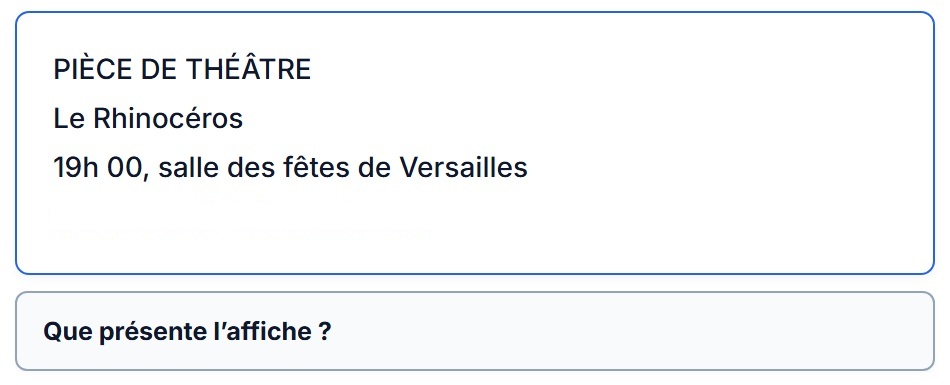 PIÈCE DE THÉÂTRE
Le Rhinocéros
19h 00, salle des fêtes de Versailles
Que présente l’affiche ?